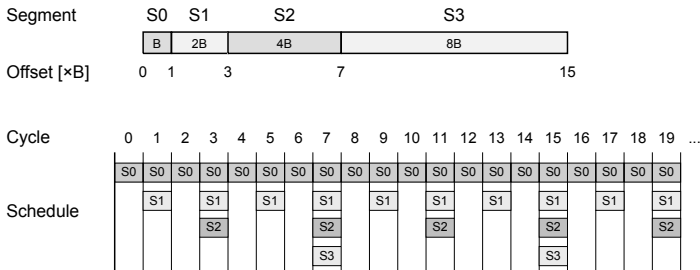 Segment S0 S1 S2 S3
B 2B 4B 8B
Offset [×B] 0 1 3 7 15
Cycle 0 1 2 3 4 5 6 7 8 9 10 11 12 13 14 15 16 17 18 19 ...
S0 S0 S0 S0 S0 S0 S0 S0 S0 S0 S0 S0 S0 S0 S0 S0 S0 S0 S0 S0
S1 S1 S1 S1 S1 S1 S1 S1 S1 S1
Schedule
S2 S2 S2 S2 S2
S3 S3